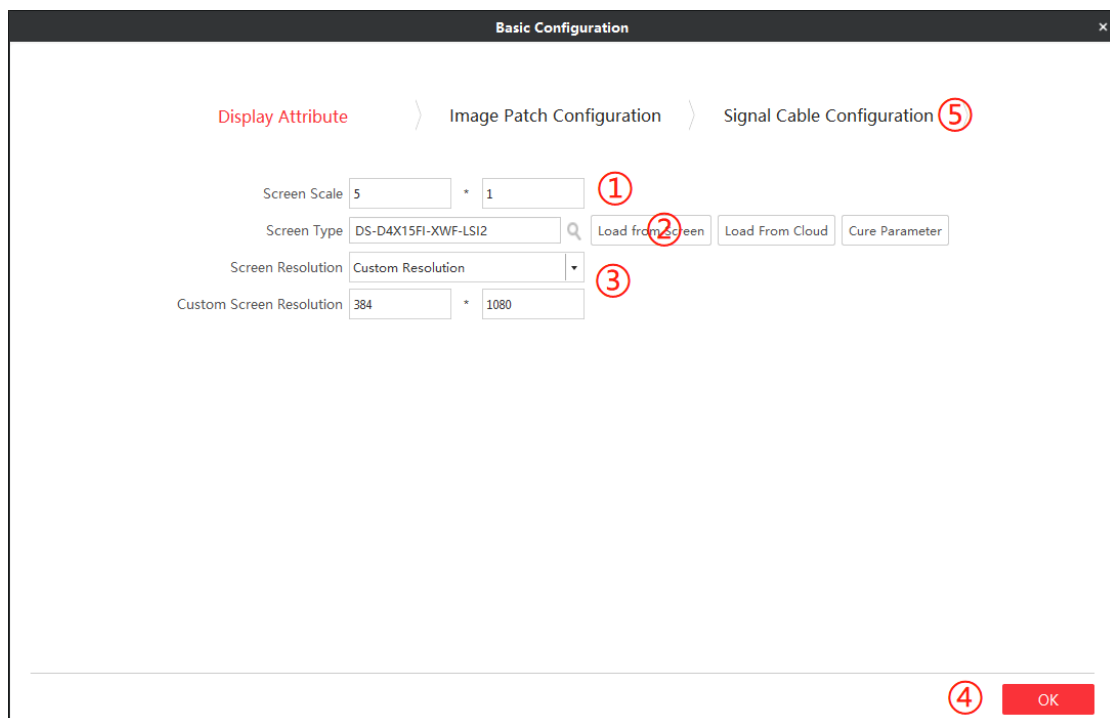 Basic Configuration ×
Display Attribute Image Patch Configuration Signal Cable Configuration ⑤
Screen Scale 5 * 1 ①
Screen Type DS-D4X15FI-XWF-LSI2 Load from Screen ② Load From Cloud Cure Parameter
Screen Resolution Custom Resolution
③
Custom Screen Resolution 384 * 1080
④ OK